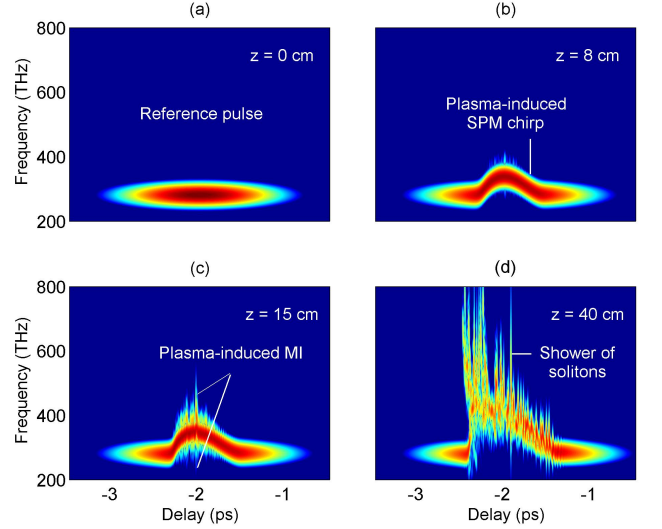 (a)
(b)
800
z = 0 cm
z = 8 cm
Frequency (THz)
600
Reference pulse
Plasma-induced
SPM chirp
400
200
(c)
(d)
800
z = 15 cm
z = 40 cm
Frequency (THz)
600
Plasma-induced MI
Shower of
solitons
400
200
-3
-2
-1
-3
-2
-1
Delay (ps)
Delay (ps)